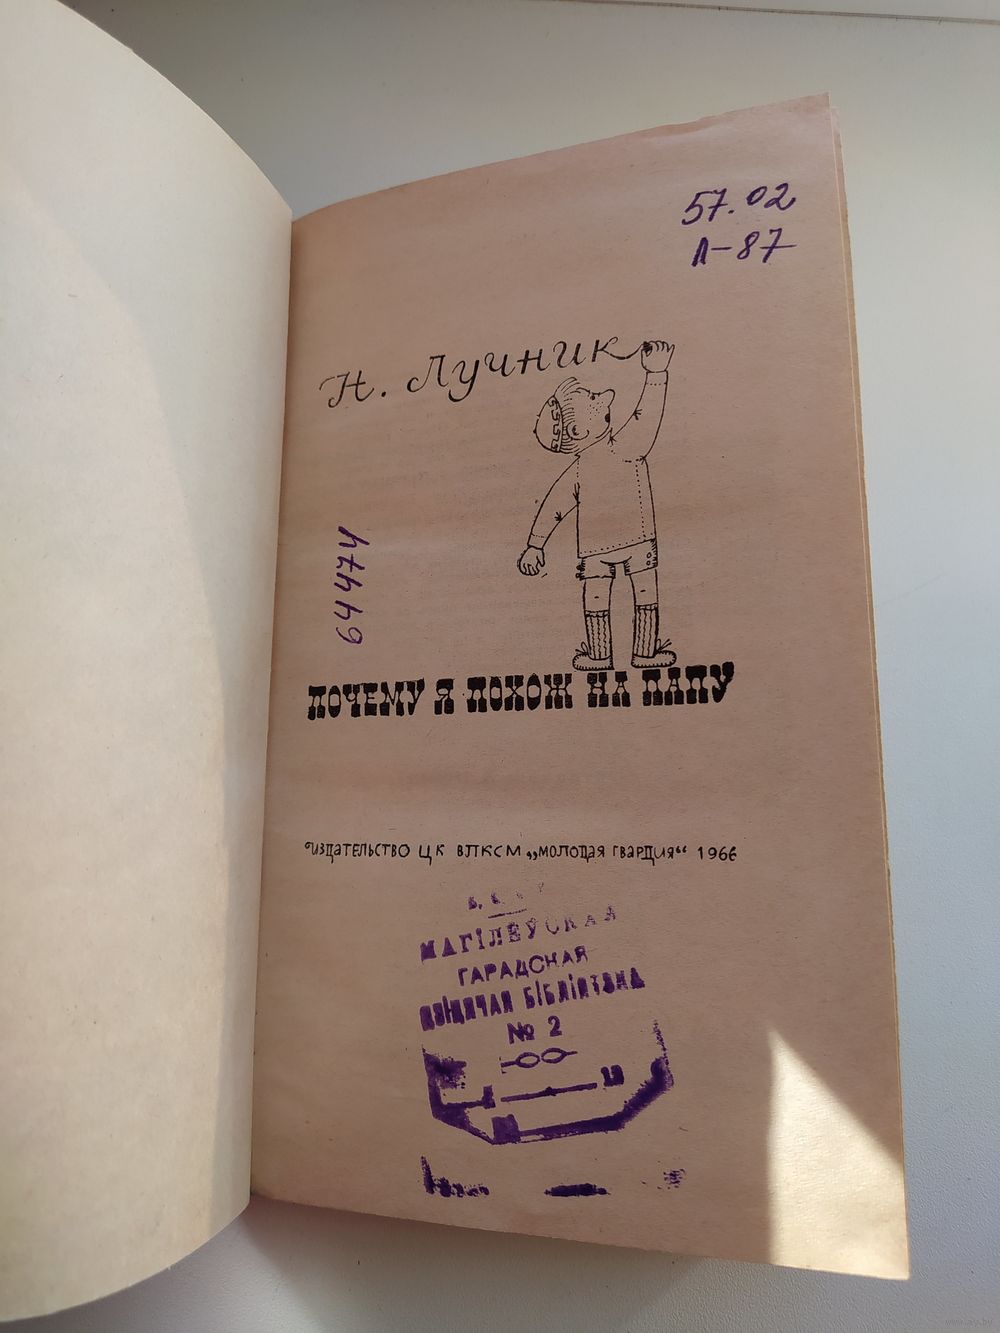 57.02
Л-87
Н. Лучник
64474
ПОЧЕМУ Я ПОХОЖ НА ПАПУ
ИЗДАТЕЛЬСТВО ЦК ВЛКСМ „МОЛОДАЯ ГВАРДИЯ“ 1966
МАГІЛЕЎСКАЯ
ГАРАДСКАЯ
БІБЛІЯТЭКА
№ 2